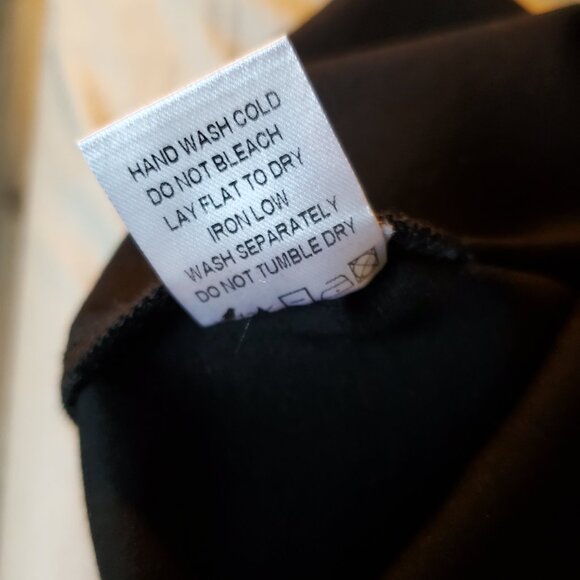 HAND WASH COLD
DO NOT BLEACH
LAY FLAT TO DRY
IRON LOW
WASH SEPARATELY
DO NOT TUMBLE DRY